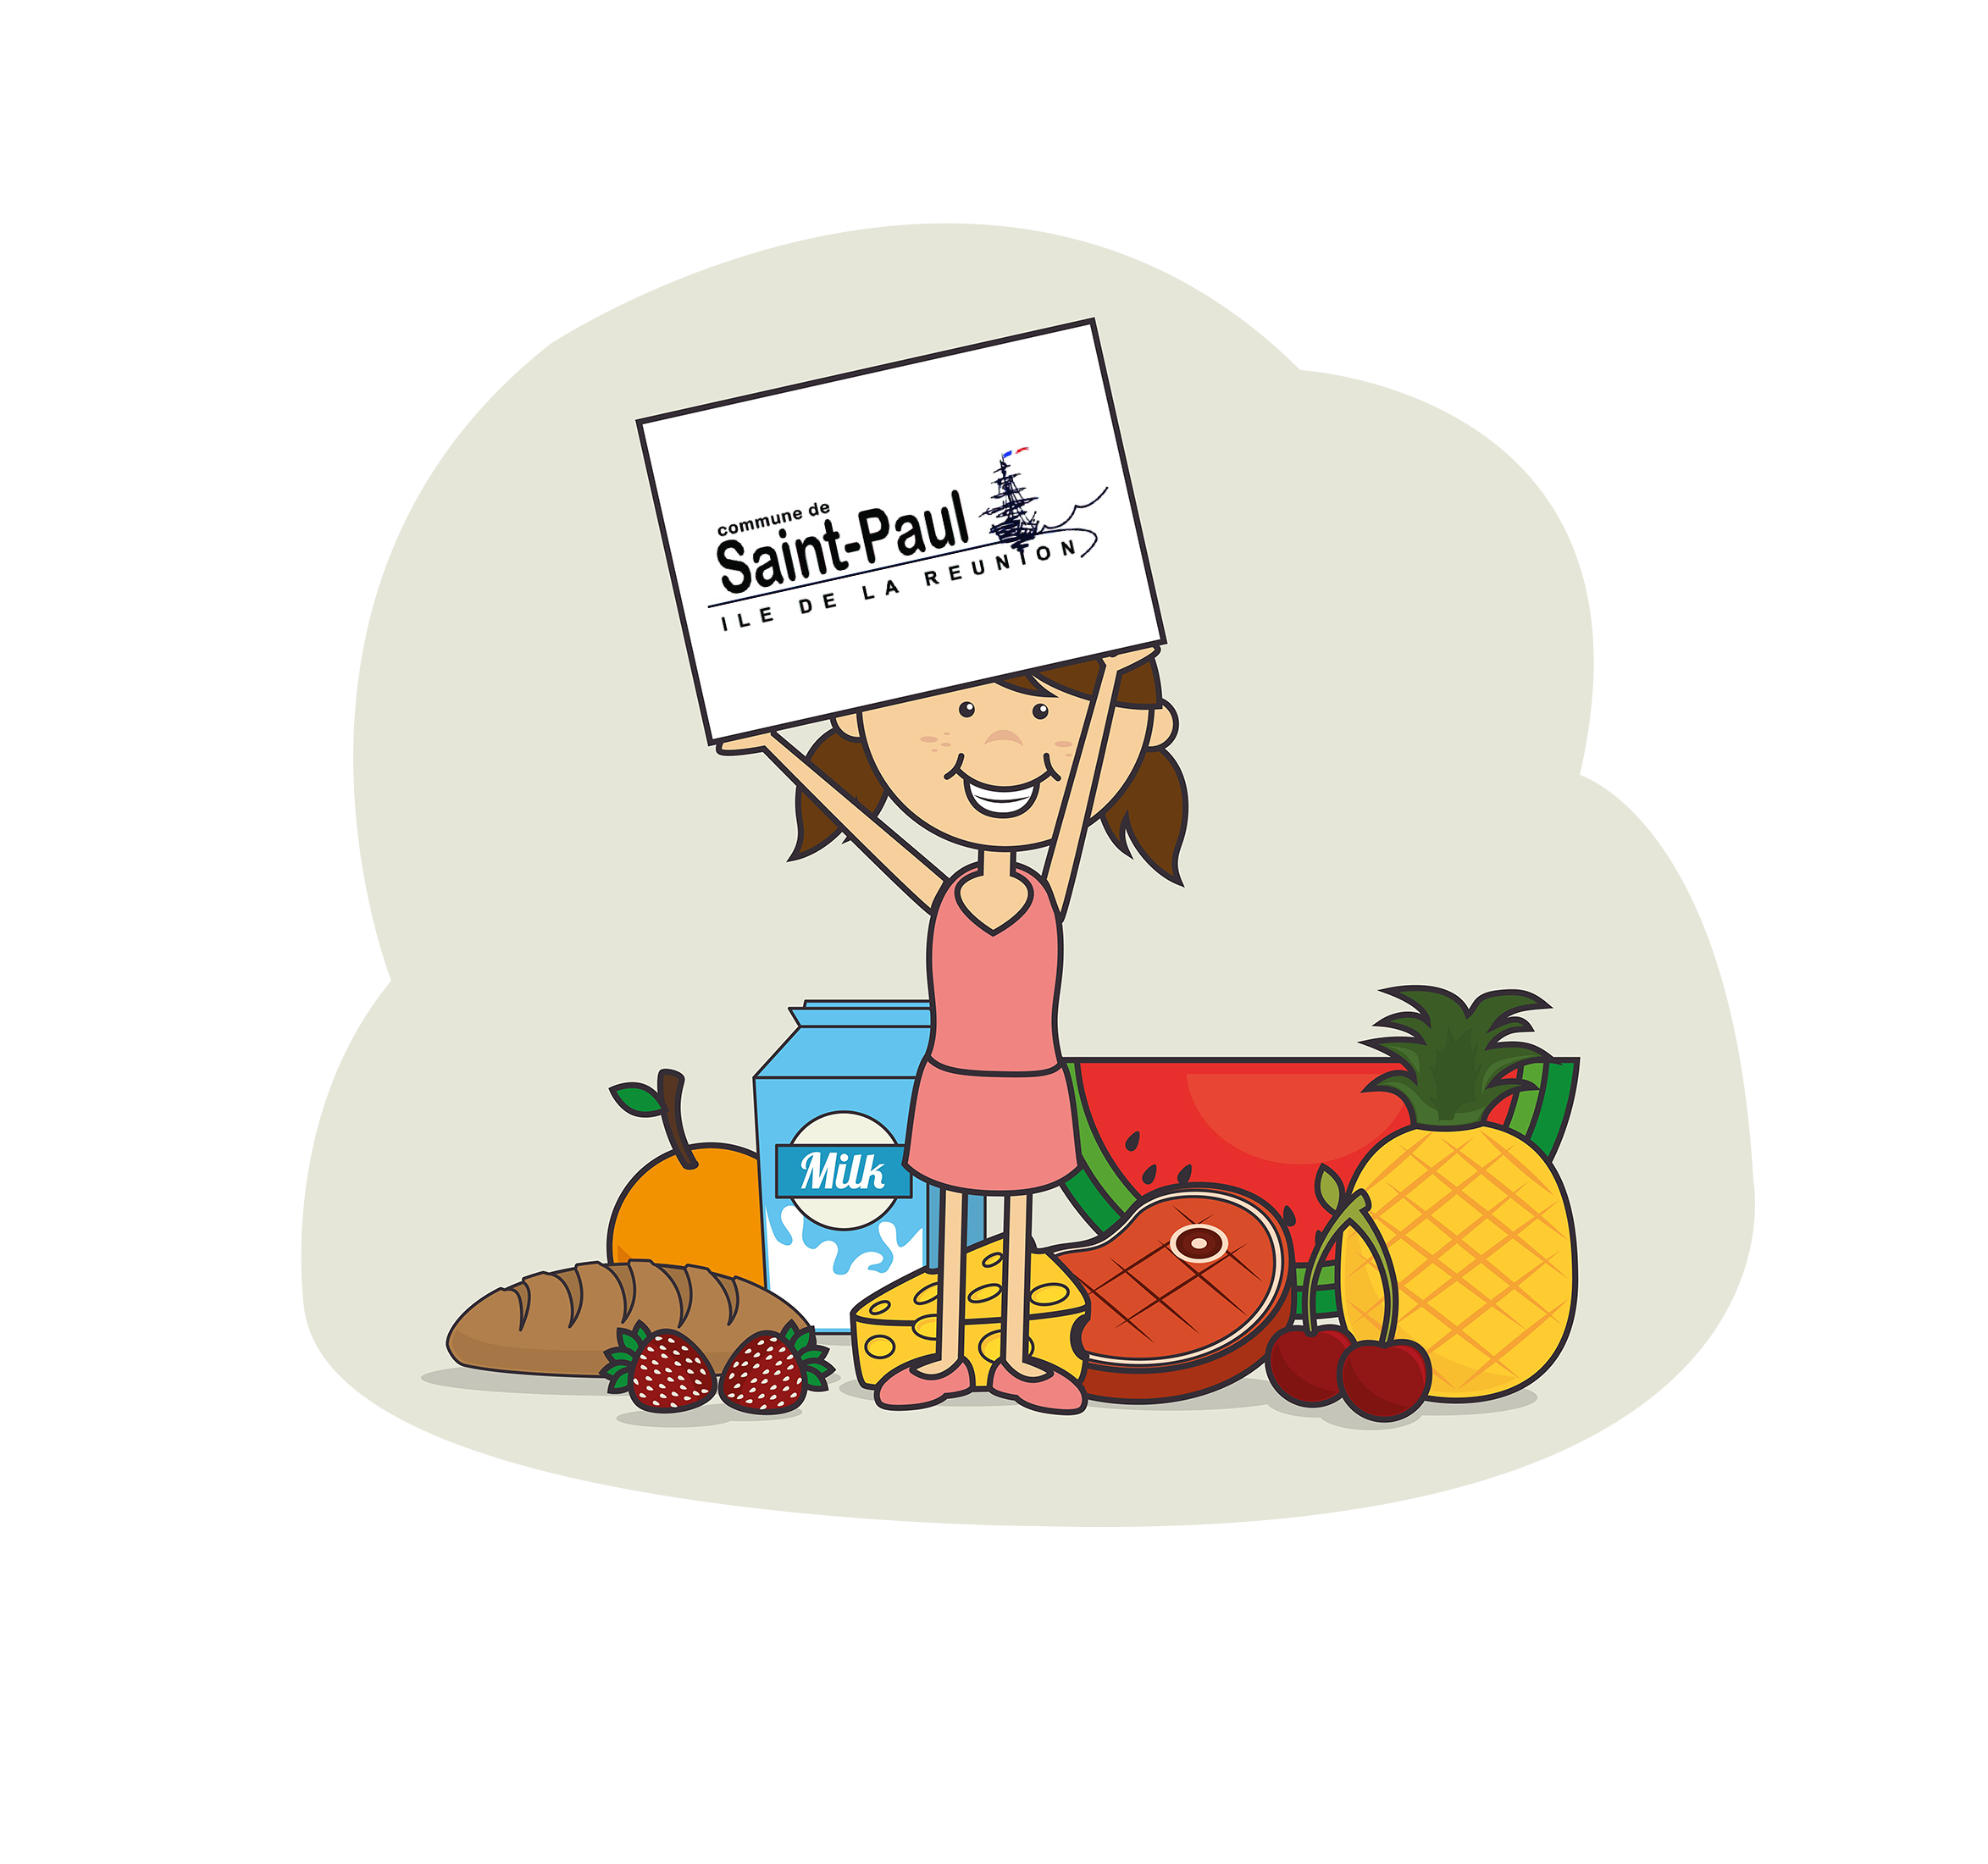 commune de
Saint-Paul
ILE DE LA REUNION
Milk